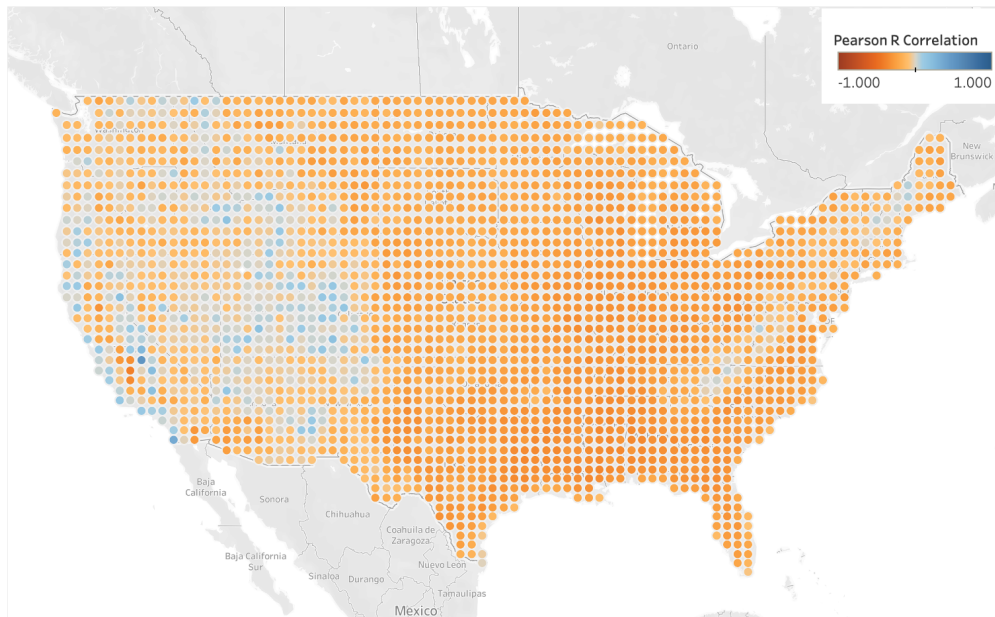 Pearson R Correlation
-1.000
1.000
Ontario
New
Brunswick
Baja
California
Sonora
Chihuahua
Coahuila de
Zaragoza
Baja California
Sur
Nuevo León
Sinaloa
Durango
Tamaulipas
Mexico